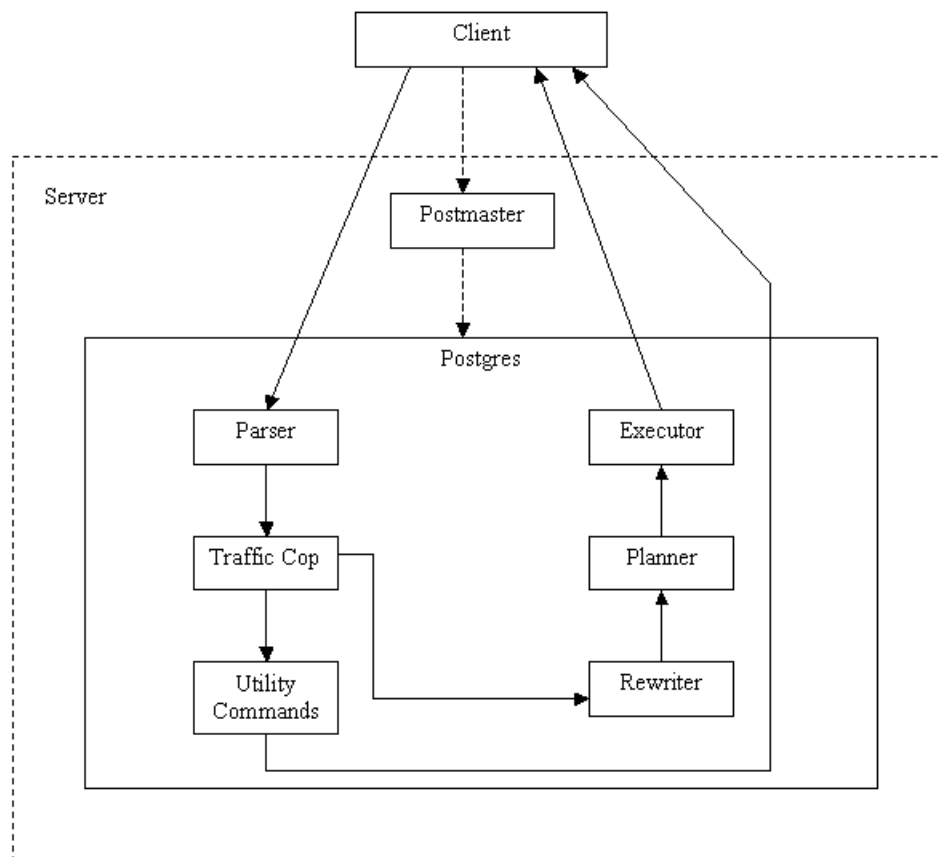 Client
Server
Postmaster
Postgres
Parser
Executor
Traffic Cop
Planner
Utility
Commands
Rewriter